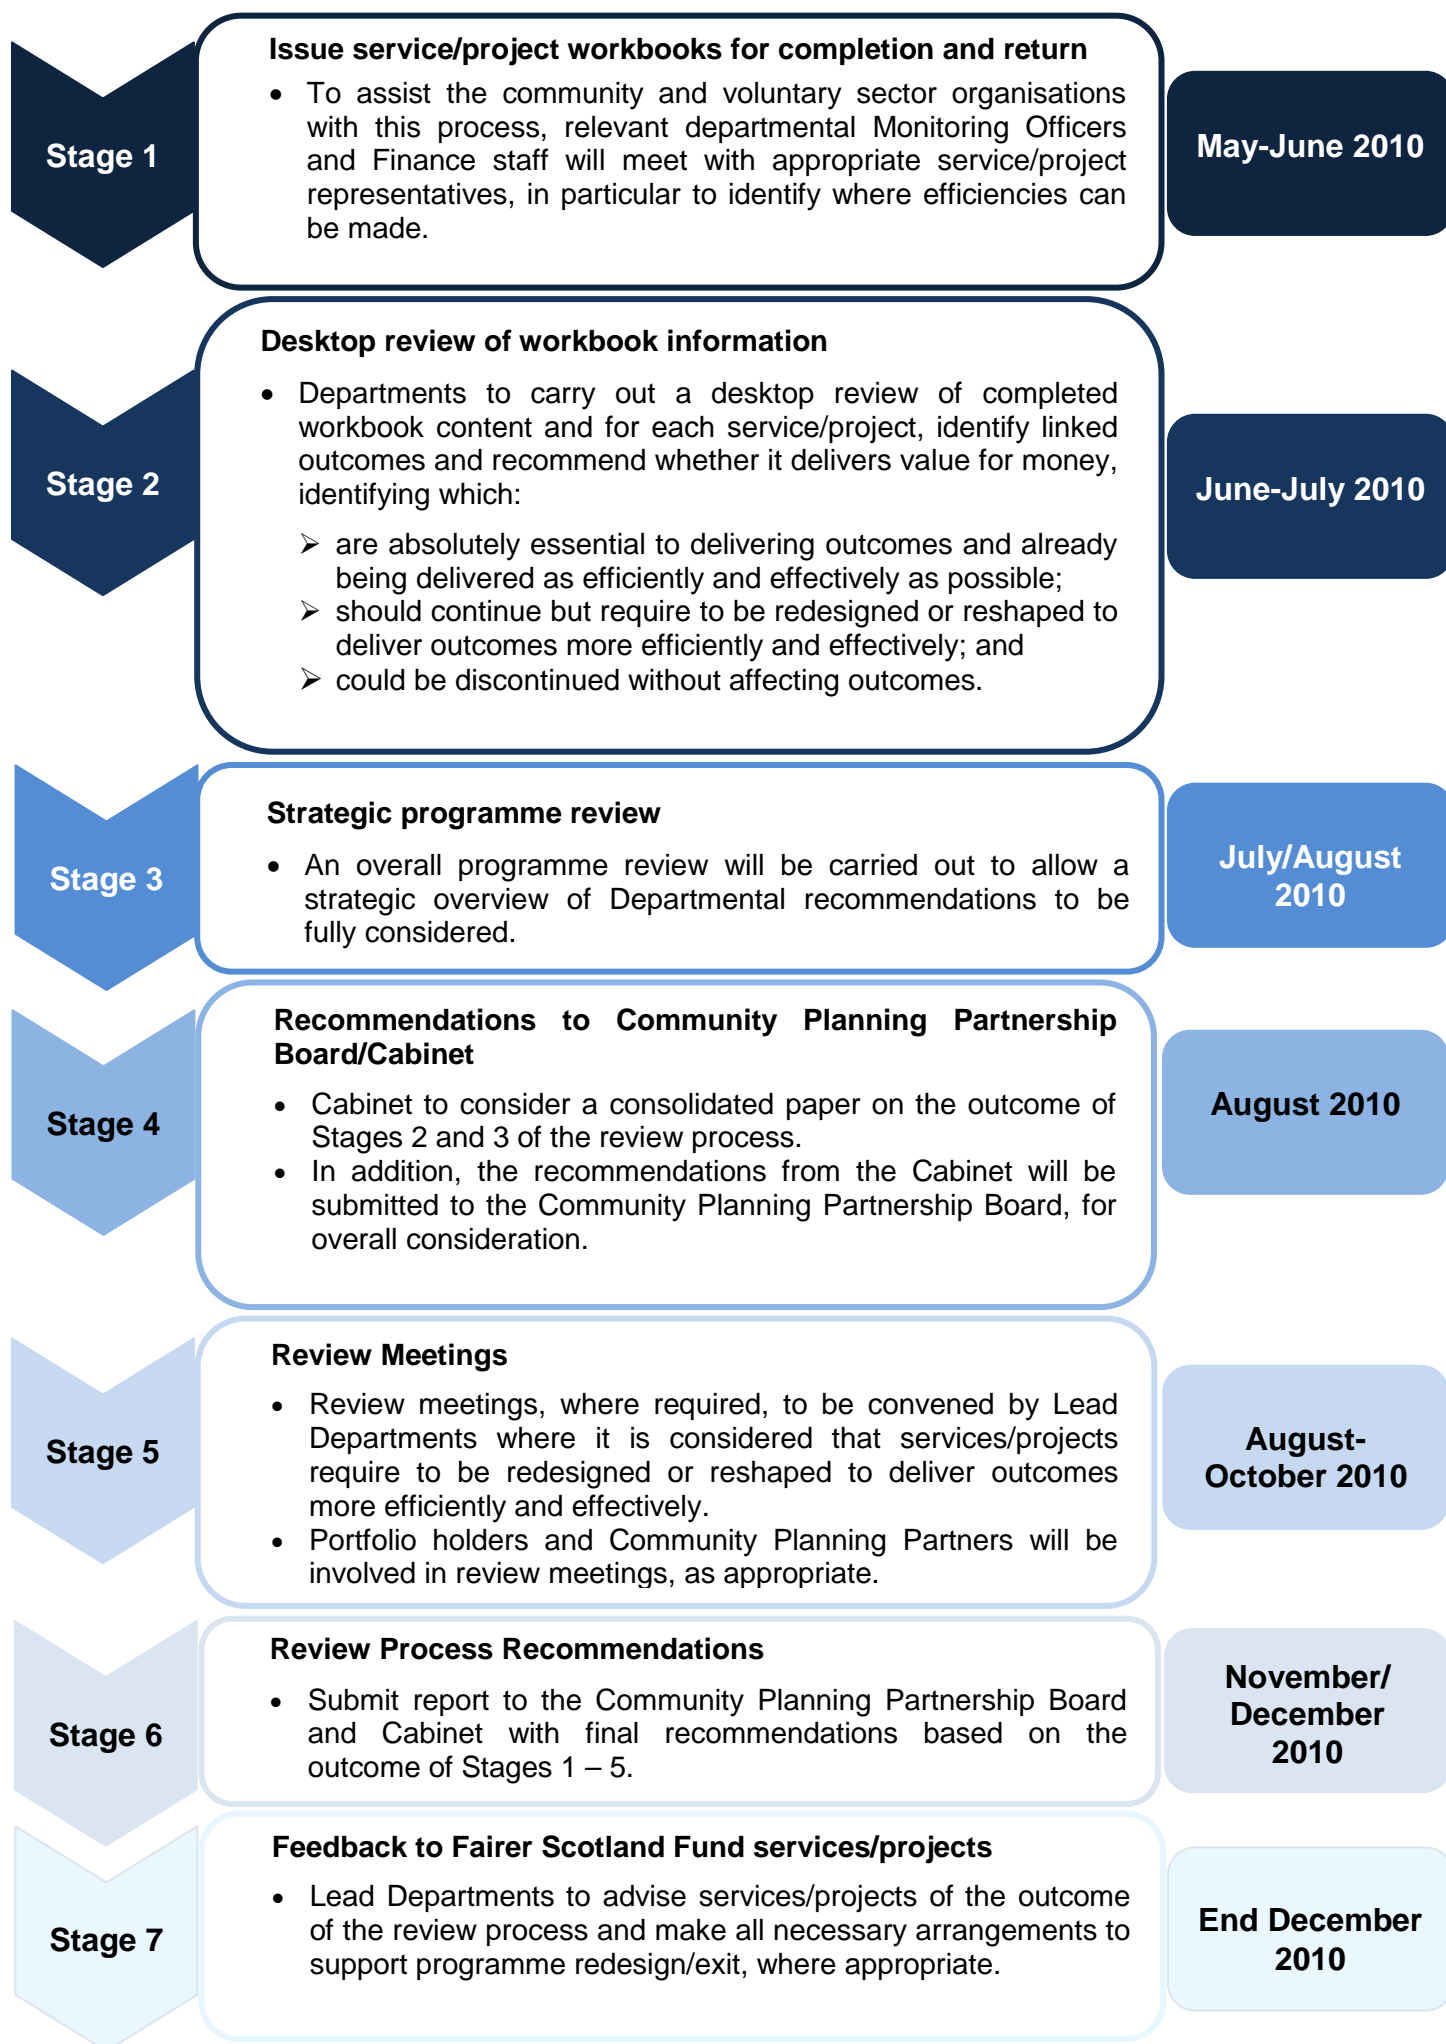 Issue service/project workbooks for completion and return
• To assist the community and voluntary sector organisations
with this process, relevant departmental Monitoring Officers
and Finance staff will meet with appropriate service/project
representatives, in particular to identify where efficiencies can
be made.
Stage 1
May-June 2010
Desktop review of workbook information
• Departments to carry out a desktop review of completed
workbook content and for each service/project, identify linked
outcomes and recommend whether it delivers value for money,
identifying which:
➢ are absolutely essential to delivering outcomes and already
being delivered as efficiently and effectively as possible;
➢ should continue but require to be redesigned or reshaped to
deliver outcomes more efficiently and effectively; and
➢ could be discontinued without affecting outcomes.
Stage 2
June-July 2010
Strategic programme review
• An overall programme review will be carried out to allow a
strategic overview of Departmental recommendations to be
fully considered.
Stage 3
July/August
2010
Recommendations to Community Planning Partnership
Board/Cabinet
• Cabinet to consider a consolidated paper on the outcome of
Stages 2 and 3 of the review process.
• In addition, the recommendations from the Cabinet will be
submitted to the Community Planning Partnership Board, for
overall consideration.
Stage 4
August 2010
Review Meetings
• Review meetings, where required, to be convened by Lead
Departments where it is considered that services/projects
require to be redesigned or reshaped to deliver outcomes
more efficiently and effectively.
• Portfolio holders and Community Planning Partners will be
involved in review meetings, as appropriate.
Stage 5
August-
October 2010
Review Process Recommendations
• Submit report to the Community Planning Partnership Board
and Cabinet with final recommendations based on the
outcome of Stages 1 – 5.
Stage 6
November/
December
2010
Feedback to Fairer Scotland Fund services/projects
• Lead Departments to advise services/projects of the outcome
of the review process and make all necessary arrangements to
support programme redesign/exit, where appropriate.
Stage 7
End December
2010